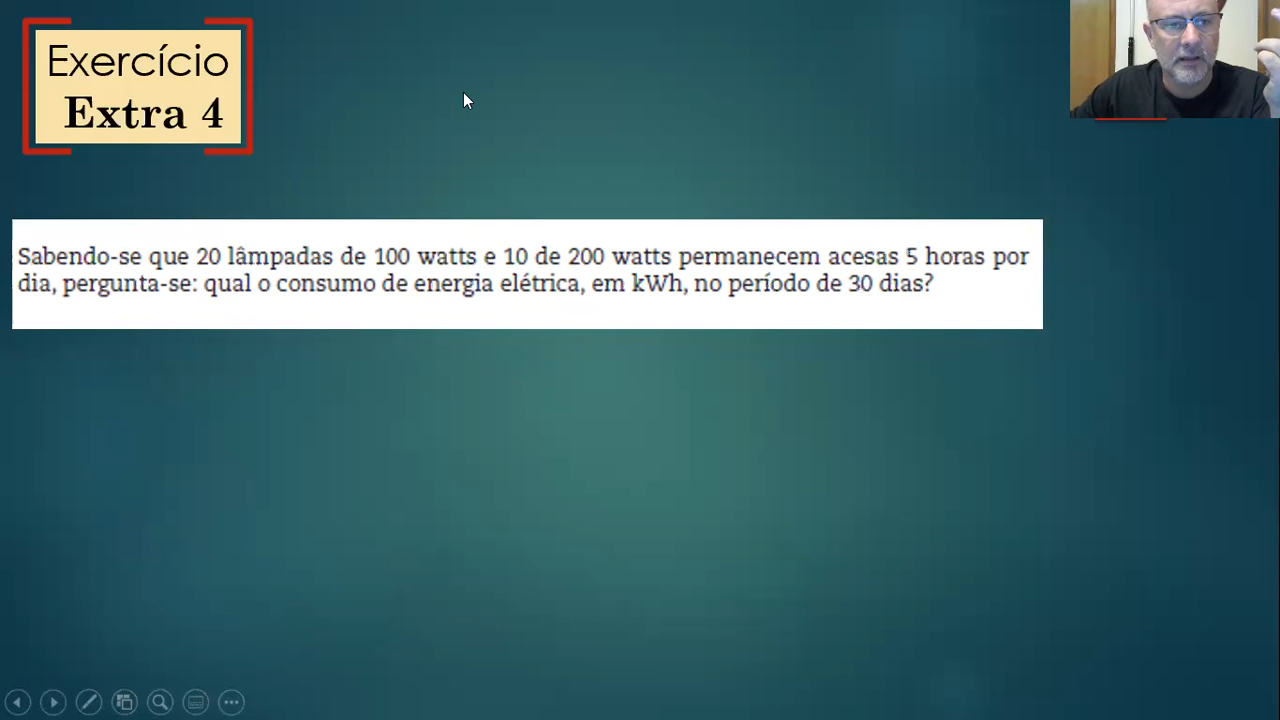 Exercício
Extra 4
Sabendo-se que 20 lâmpadas de 100 watts e 10 de 200 watts permanecem acesas 5 horas por
dia, pergunta-se: qual o consumo de energia elétrica, em kWh, no período de 30 dias?